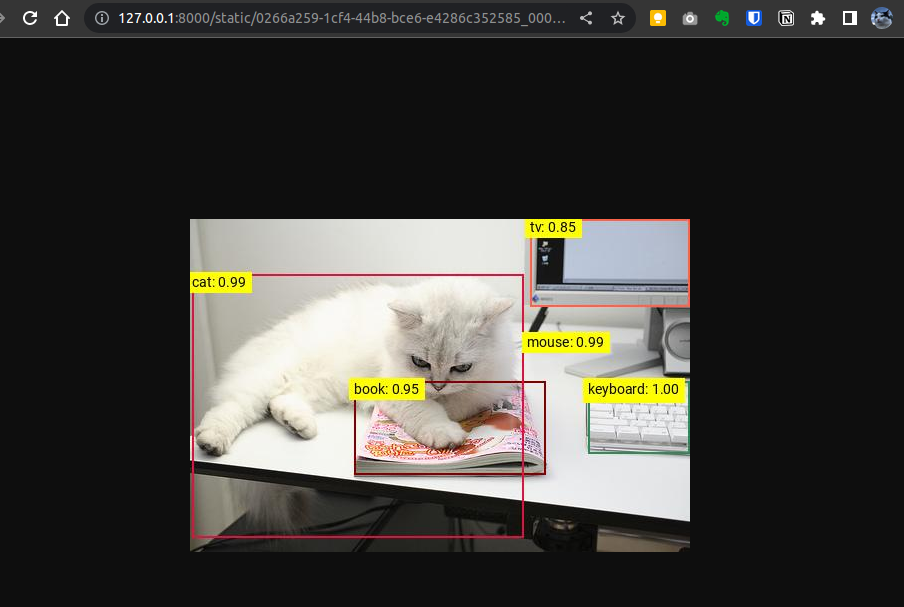 127.0.0.1:8000/static/0266a259-1cf4-44b8-bce6-e4286c352585_000…
tv: 0.85
cat: 0.99
mouse: 0.99
book: 0.95
keyboard: 1.00